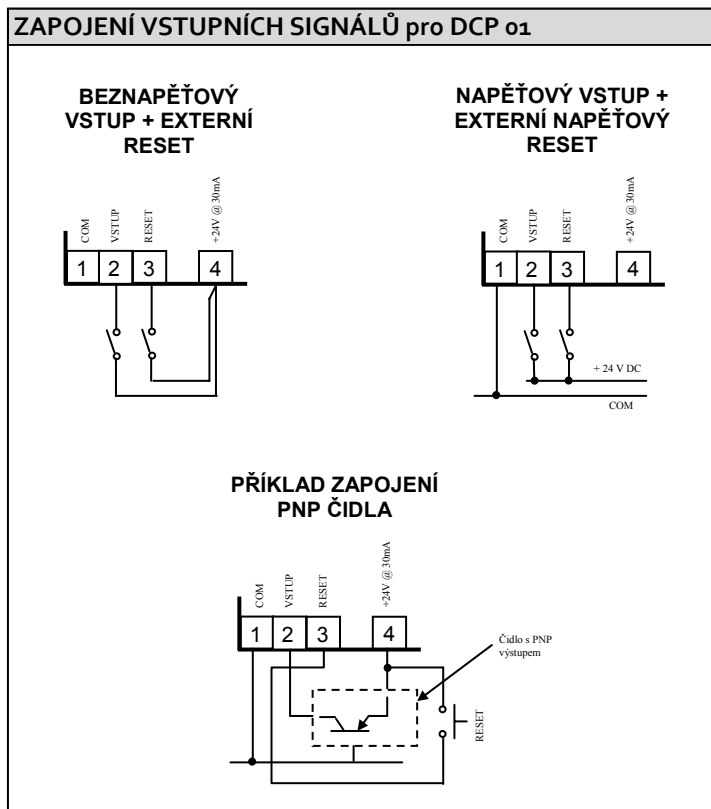 ZAPOJENÍ VSTUPNÍCH SIGNÁLŮ pro DCP 01
BEZNAPĚŤOVÝ
VSTUP + EXTERNÍ
RESET
COM
VSTUP
RESET
+24V @ 30mA
1 2 3 4
NAPĚŤOVÝ VSTUP +
EXTERNÍ NAPĚŤOVÝ
RESET
COM
VSTUP
RESET
+24V @ 30mA
1 2 3 4
+ 24 V DC
COM
PŘÍKLAD ZAPOJENÍ
PNP ČIDLA
COM
VSTUP
RESET
+24V @ 30mA
1 2 3 4
Čidlo s PNP
výstupem
RESET